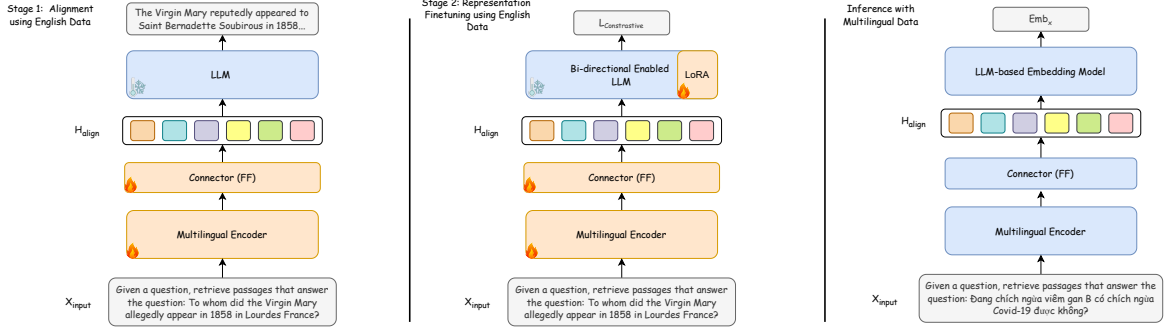 Stage 1: Alignment
using English Data
The Virgin Mary reputedly appeared to
Saint Bernadette Soubirous in 1858...
LLM
H_align
Connector (FF)
Multilingual Encoder
X_input
Given a question, retrieve passages that answer
the question: To whom did the Virgin Mary
allegedly appear in 1858 in Lourdes France?
Stage 2: Representation
Finetuning using English
Data
L_Constrastive
Bi-directional Enabled
LLM
LoRA
H_align
Connector (FF)
Multilingual Encoder
X_input
Given a question, retrieve passages that answer
the question: To whom did the Virgin Mary
allegedly appear in 1858 in Lourdes France?
Inference with
Multilingual Data
Emb_x
LLM-based Embedding Model
H_align
Connector (FF)
Multilingual Encoder
X_input
Given a question, retrieve passages that answer the
question: Đang chích ngừa viêm gan B có chích ngừa
Covid-19 được không?